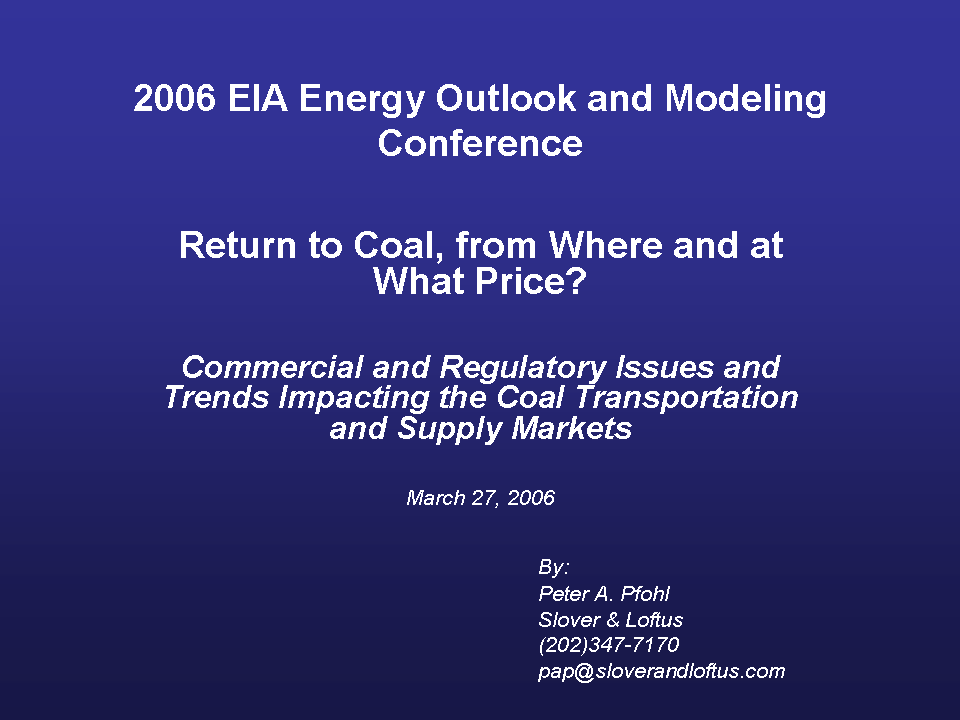 2006 EIA Energy Outlook and Modeling
Conference
Return to Coal, from Where and at
What Price?
Commercial and Regulatory Issues and
Trends Impacting the Coal Transportation
and Supply Markets
March 27, 2006
By:
Peter A. Pfohl
Slover & Loftus
(202)347-7170
pap@sloverandloftus.com